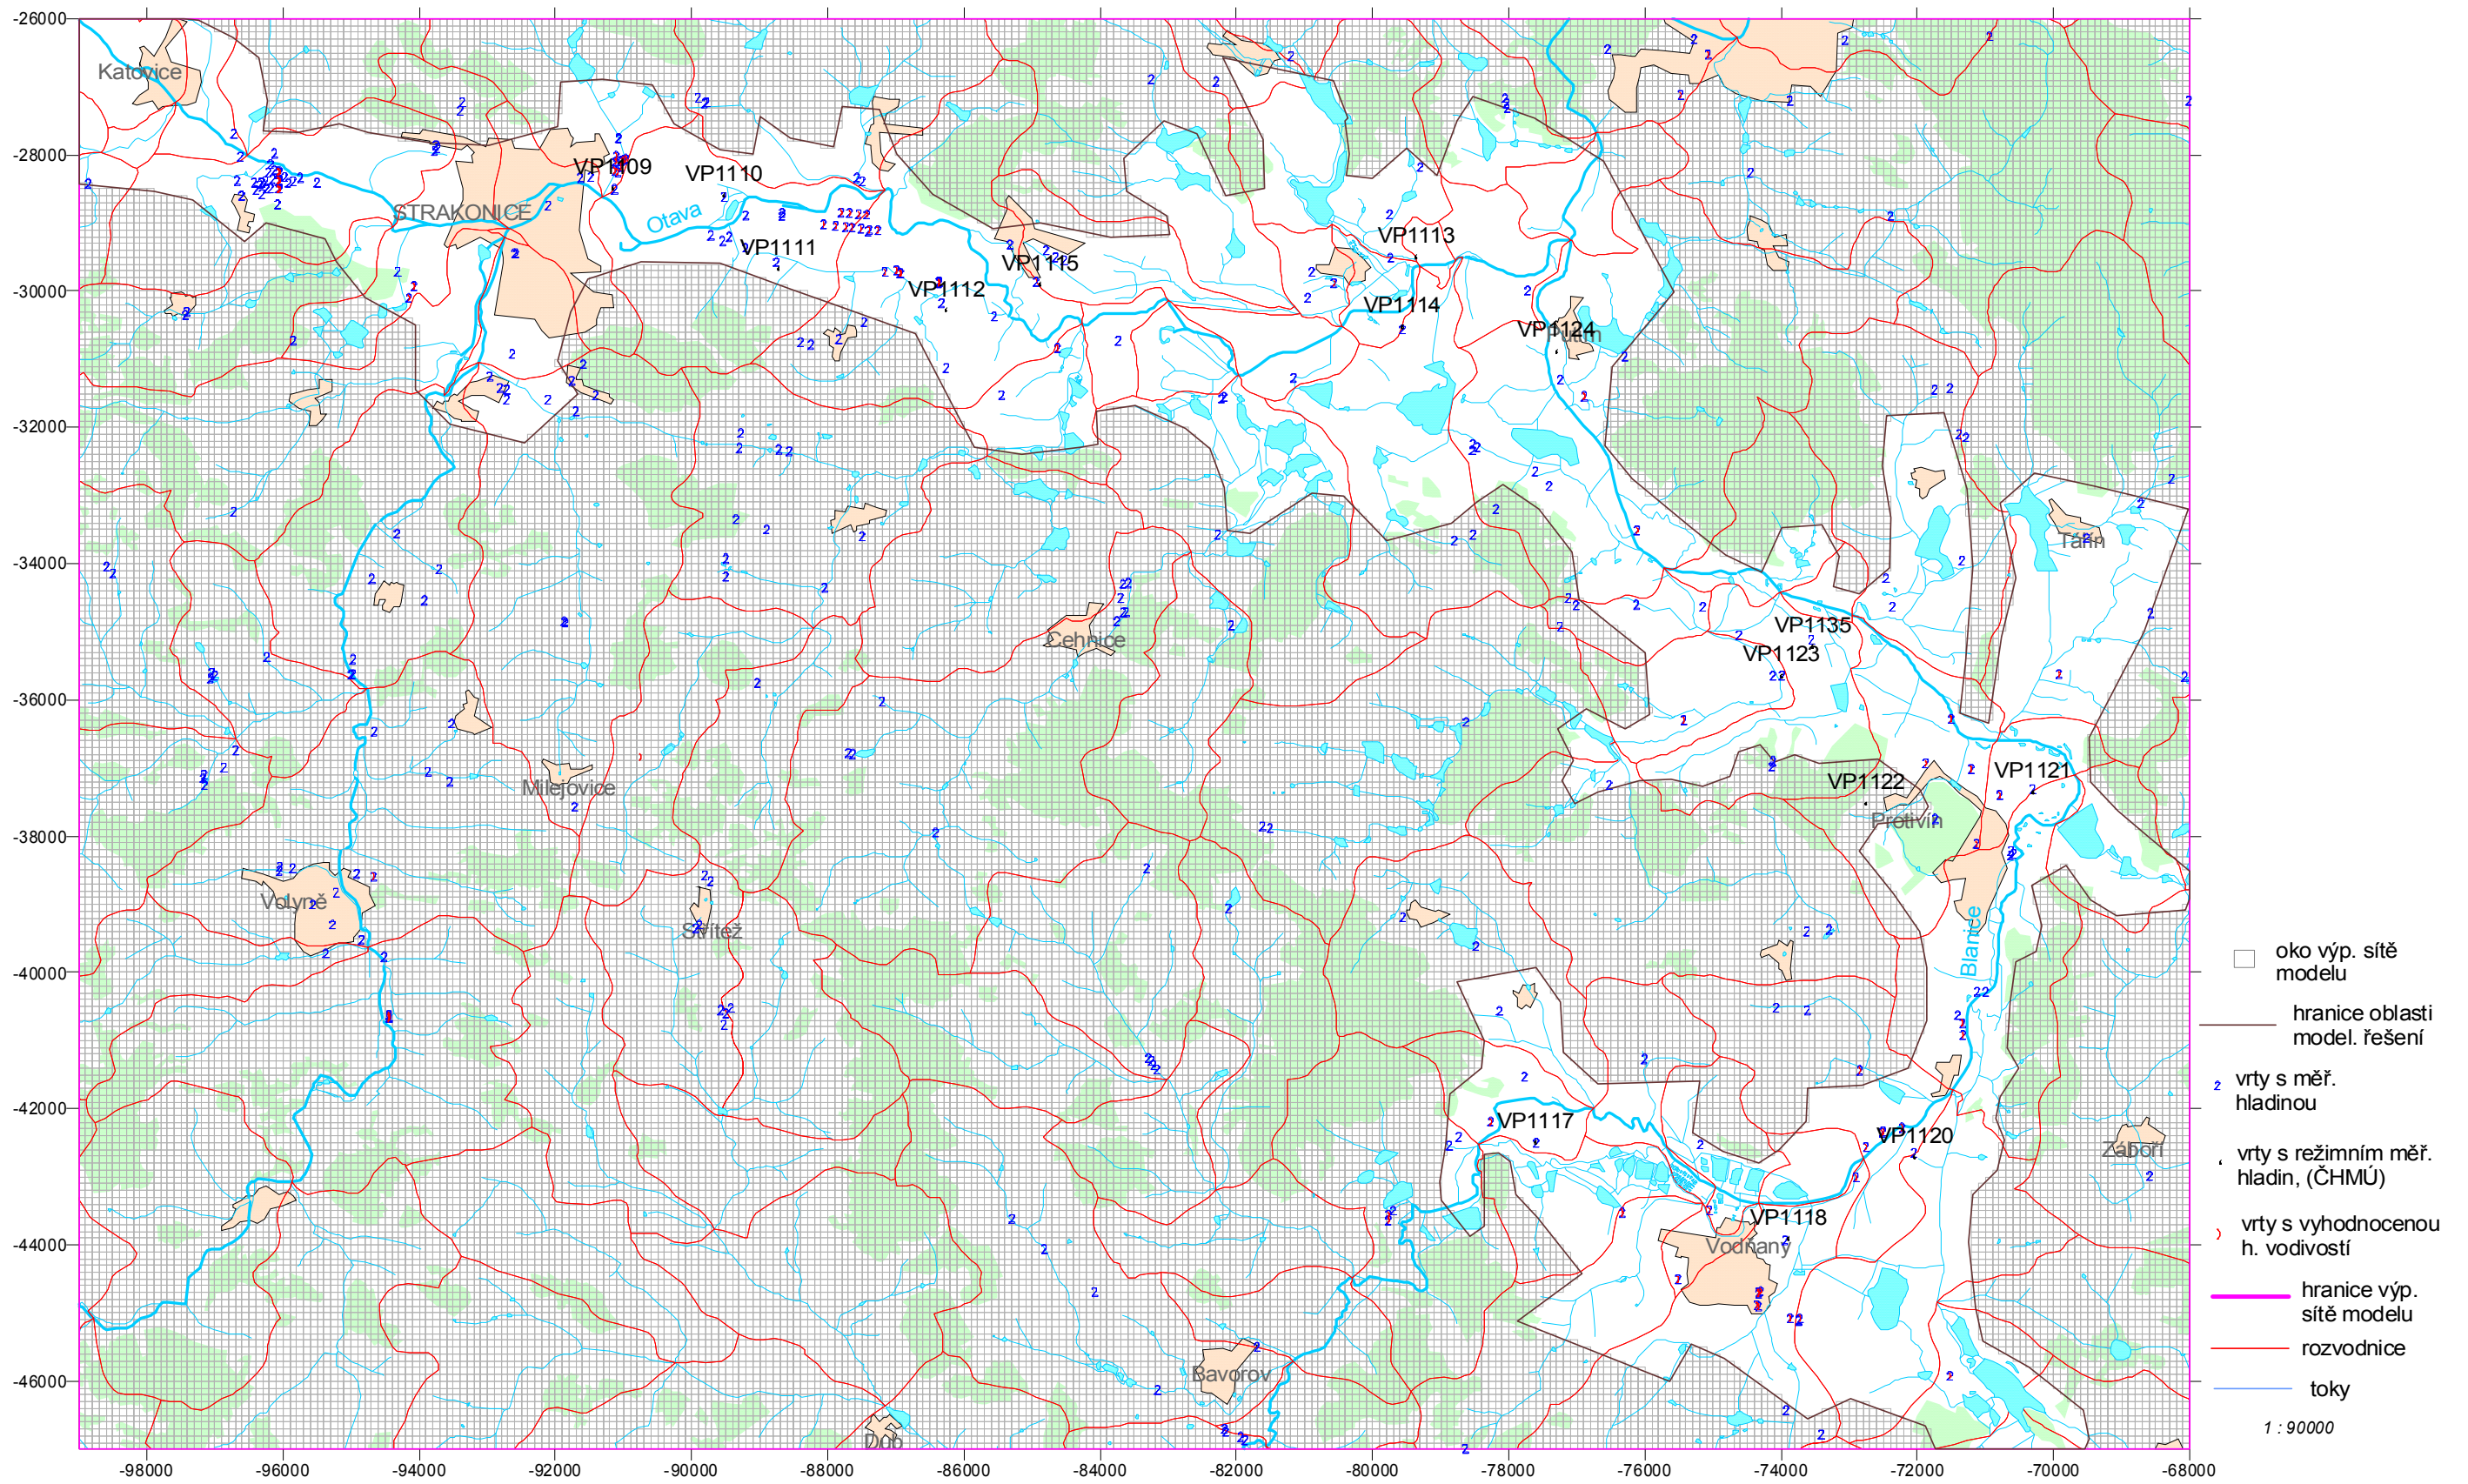 -26000
-28000
-30000
-32000
-34000
-36000
-38000
-40000
-42000
-44000
-46000
Katovice
STRAKONICE
VP1109
VP1110
Otava
VP1111
VP1112
VP1115
VP1113
VP1114
VP1124
Putim
Tálín
Čehnice
VP1135
VP1123
VP1122
VP1121
Protivín
Milejovice
Volyně
Střítež
Blanice
VP1117
VP1120
Záboří
VP1118
Vodňany
Bavorov
Dub
-98000
-96000
-94000
-92000
-90000
-88000
-86000
-84000
-82000
-80000
-78000
-76000
-74000
-72000
-70000
-68000
oko výp. sítě
modelu
hranice oblasti
model. řešení
vrty s měř.
hladinou
vrty s režimním měř.
hladin, (ČHMÚ)
vrty s vyhodnocenou
h. vodivostí
hranice výp.
sítě modelu
rozvodnice
toky
1 : 90000